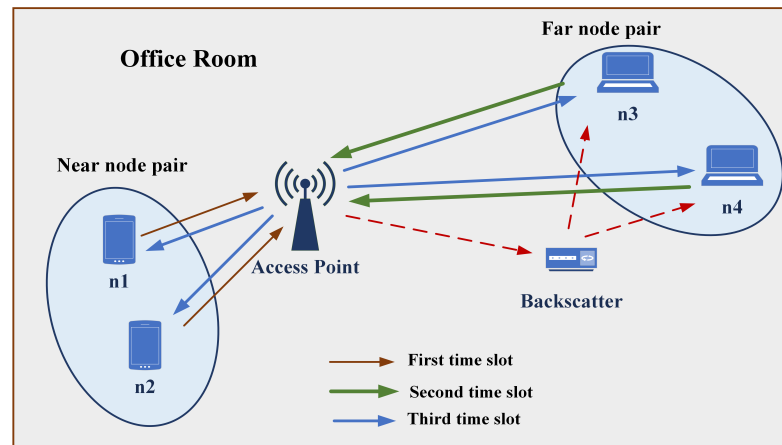 Office Room
Far node pair
n3
Near node pair
n4
n1
Access Point
Backscatter
n2
First time slot
Second time slot
Third time slot